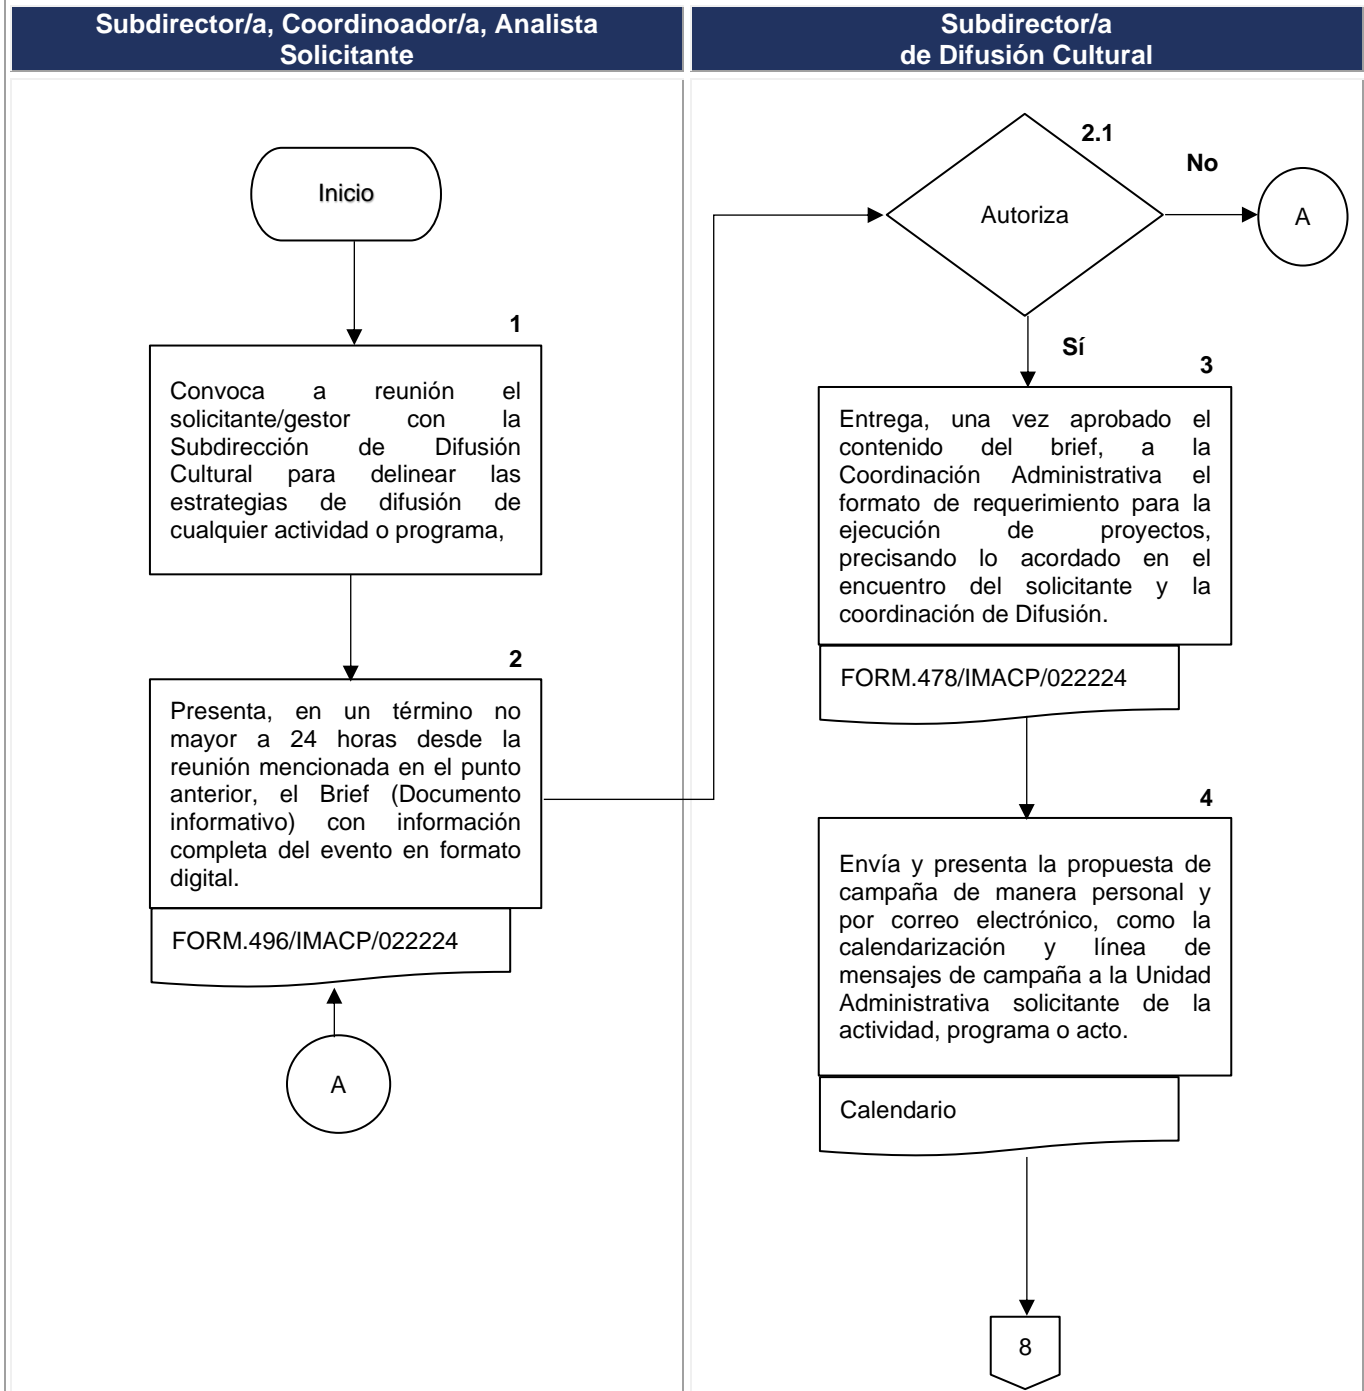 Subdirector/a, Coordinoador/a, Analista
Solicitante
Subdirector/a
de Difusión Cultural
Inicio
1
Convoca a reunión el
solicitante/gestor con la
Subdirección de Difusión
Cultural para delinear las
estrategias de difusión de
cualquier actividad o programa,
2
Presenta, en un término no
mayor a 24 horas desde la
reunión mencionada en el punto
anterior, el Brief (Documento
informativo) con información
completa del evento en formato
digital.
FORM.496/IMACP/022224
A
2.1
Autoriza
No
A
Sí
3
Entrega, una vez aprobado el
contenido del brief, a la
Coordinación Administrativa el
formato de requerimiento para la
ejecución de proyectos,
precisando lo acordado en el
encuentro del solicitante y la
coordinación de Difusión.
FORM.478/IMACP/022224
4
Envía y presenta la propuesta de
campaña de manera personal y
por correo electrónico, como la
calendarización y línea de
mensajes de campaña a la Unidad
Administrativa solicitante de la
actividad, programa o acto.
Calendario
8